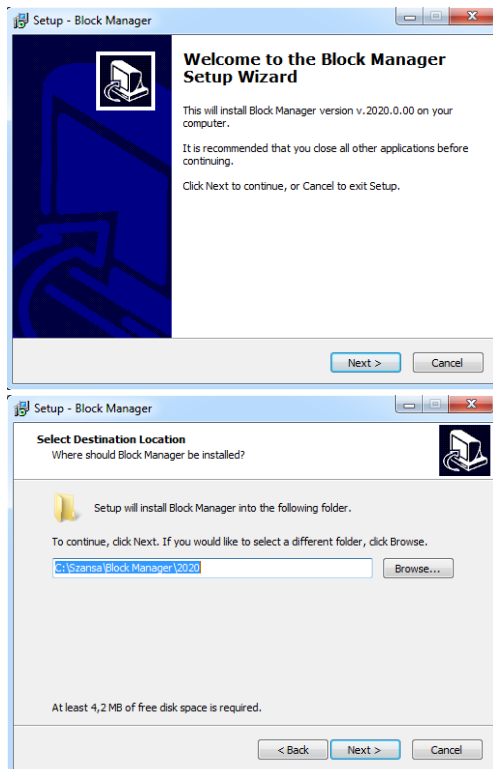 Setup - Block Manager
Welcome to the Block Manager
Setup Wizard
This will install Block Manager version v.2020.0.00 on your
computer.
It is recommended that you close all other applications before
continuing.
Click Next to continue, or Cancel to exit Setup.
Next >
Cancel
Setup - Block Manager
Select Destination Location
Where should Block Manager be installed?
Setup will install Block Manager into the following folder.
To continue, click Next. If you would like to select a different folder, click Browse.
C:\Szansa\Block Manager\2020
Browse...
At least 4,2 MB of free disk space is required.
< Back
Next >
Cancel